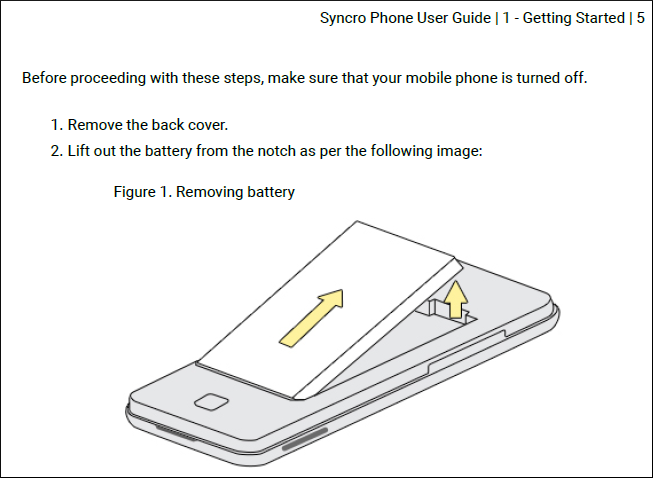 Syncro Phone User Guide | 1 - Getting Started | 5
Before proceeding with these steps, make sure that your mobile phone is turned off.
1. Remove the back cover.
2. Lift out the battery from the notch as per the following image:
Figure 1. Removing battery